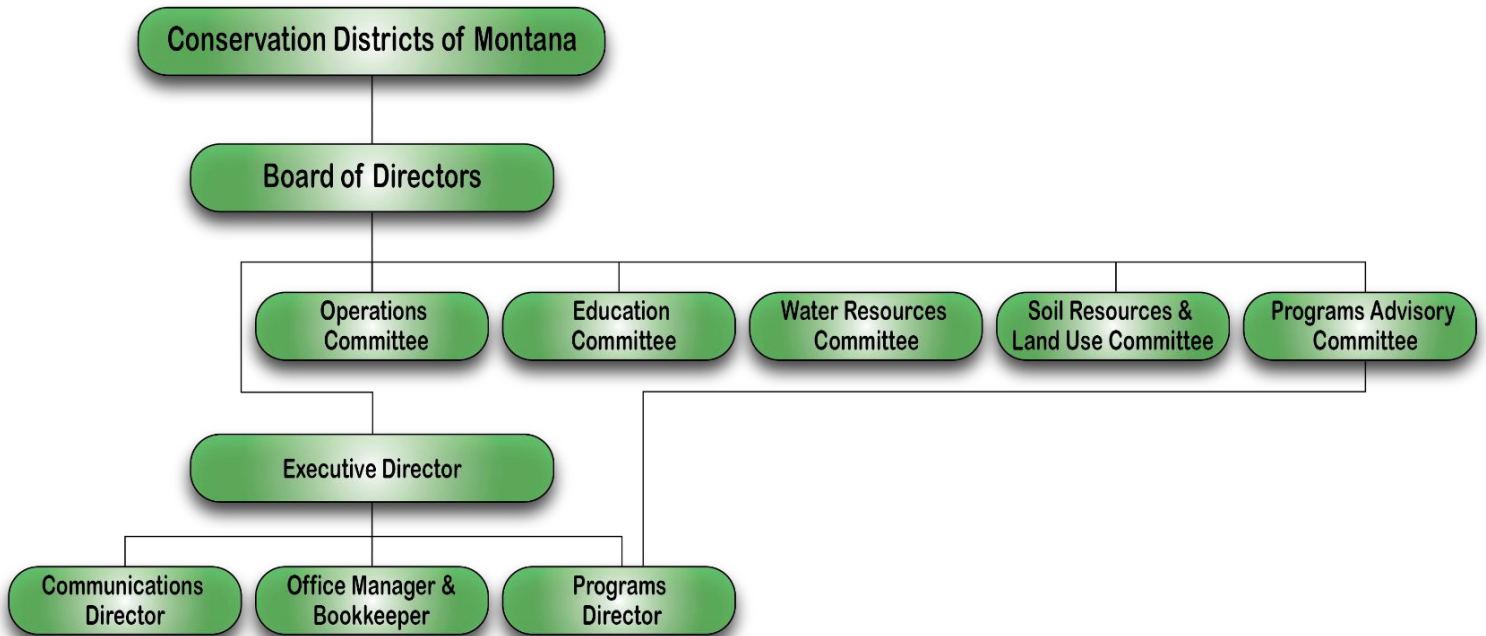 Conservation Districts of Montana
Board of Directors
Operations
Committee
Education
Committee
Water Resources
Committee
Soil Resources &
Land Use Committee
Programs Advisory
Committee
Executive Director
Communications
Director
Office Manager &
Bookkeeper
Programs
Director